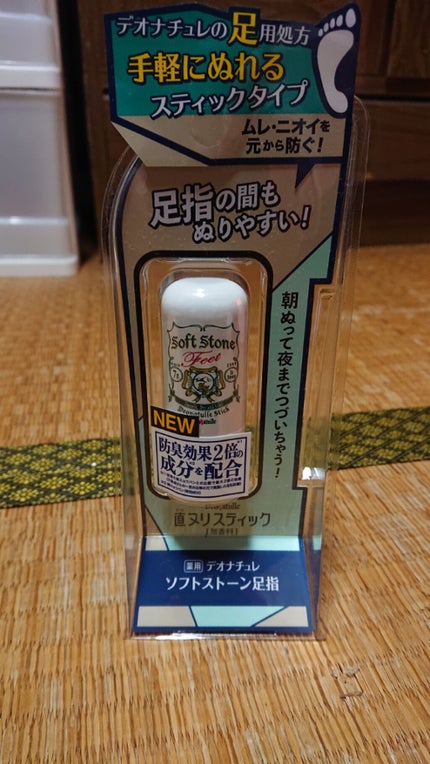 デオナチュレの足用処方
手軽にぬれる
スティックタイプ
ムレ・ニオイを
元から防ぐ!
足指の間も
ぬりやすい!
朝ぬって夜までつづいちゃう!
Soft Stone
Feet
NEW
防臭効果2倍の
成分を配合
直ヌリスティック
[無香料]
薬用 デオナチュレ
ソフトストーン足指